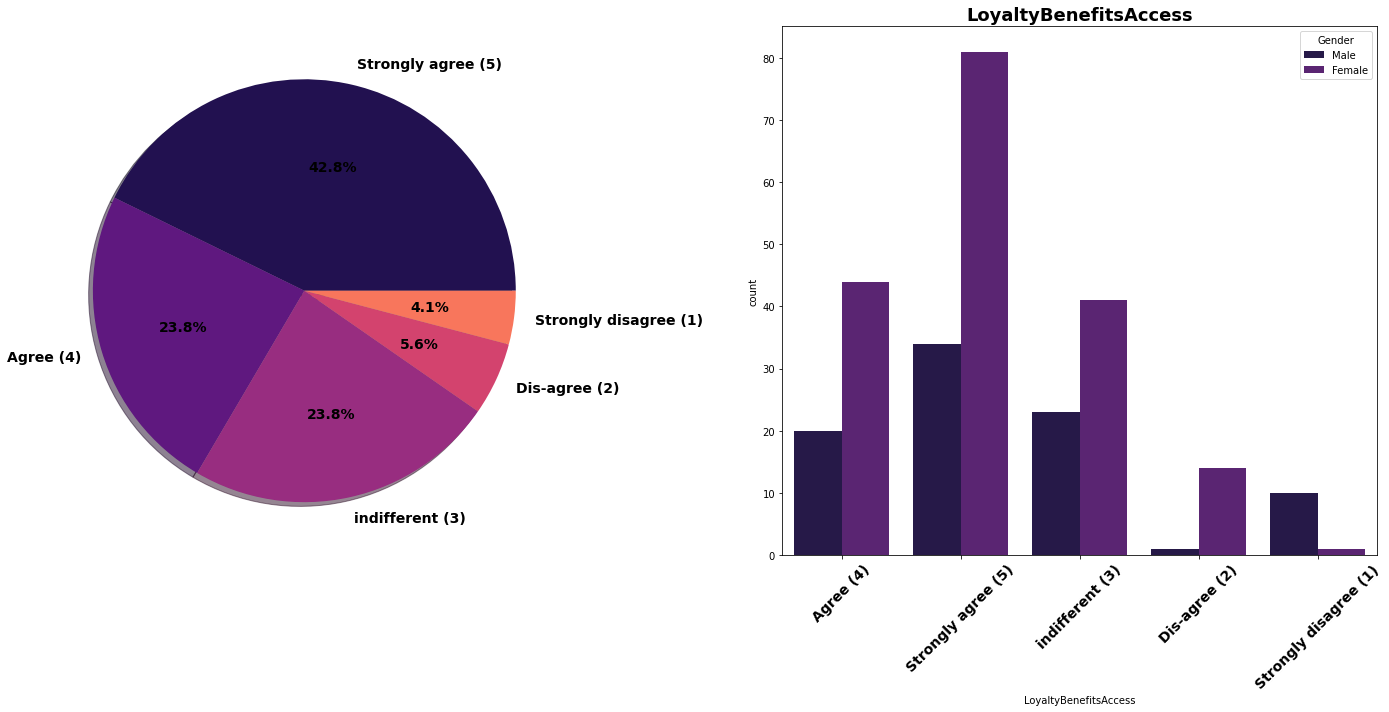 Strongly agree (5)
42.8%
23.8%
Agree (4)
23.8%
indifferent (3)
5.6%
Dis-agree (2)
4.1%
Strongly disagree (1)
LoyaltyBenefitsAccess
Gender
Male
Female
count
80
70
60
50
40
30
20
10
0
Agree (4)
Strongly agree (5)
indifferent (3)
Dis-agree (2)
Strongly disagree (1)
LoyaltyBenefitsAccess